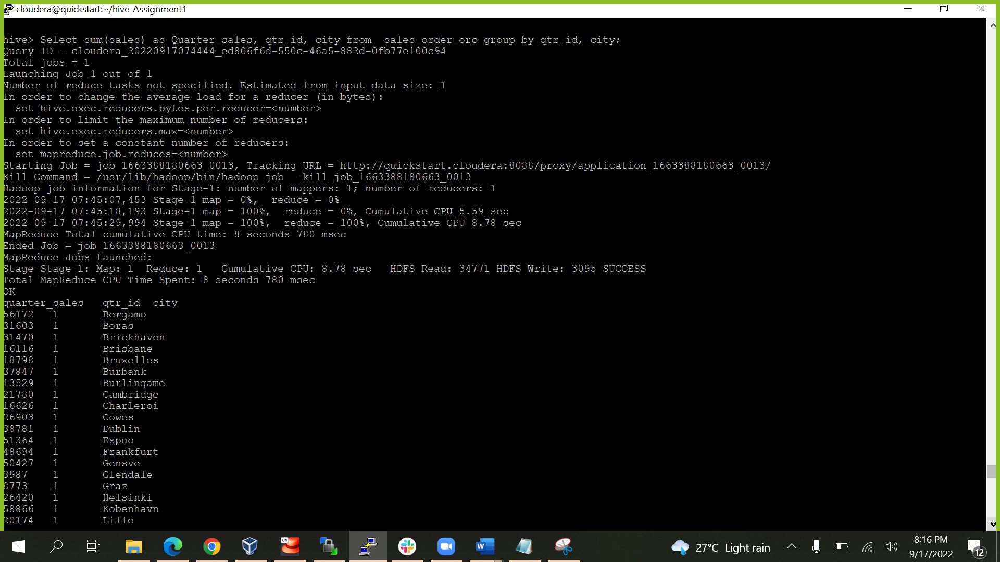 cloudera@quickstart:~/hive_Assignment1
hive> Select sum(sales) as Quarter_sales, qtr_id, city from  sales_order_orc group by qtr_id, city;
Query ID = cloudera_20220917074444_ed806f6d-550c-46a5-882d-0fb77e100c94
Total jobs = 1
Launching Job 1 out of 1
Number of reduce tasks not specified. Estimated from input data size: 1
In order to change the average load for a reducer (in bytes):
  set hive.exec.reducers.bytes.per.reducer=<number>
In order to limit the maximum number of reducers:
  set hive.exec.reducers.max=<number>
In order to set a constant number of reducers:
  set mapreduce.job.reduces=<number>
Starting Job = job_1663388180663_0013, Tracking URL = http://quickstart.cloudera:8088/proxy/application_1663388180663_0013/
Kill Command = /usr/lib/hadoop/bin/hadoop job  -kill job_1663388180663_0013
Hadoop job information for Stage-1: number of mappers: 1; number of reducers: 1
2022-09-17 07:45:07,453 Stage-1 map = 0%,  reduce = 0%
2022-09-17 07:45:18,193 Stage-1 map = 100%,  reduce = 0%, Cumulative CPU 5.59 sec
2022-09-17 07:45:29,994 Stage-1 map = 100%,  reduce = 100%, Cumulative CPU 8.78 sec
MapReduce Total cumulative CPU time: 8 seconds 780 msec
Ended Job = job_1663388180663_0013
MapReduce Jobs Launched:
Stage-Stage-1: Map: 1  Reduce: 1   Cumulative CPU: 8.78 sec   HDFS Read: 34771 HDFS Write: 3095 SUCCESS
Total MapReduce CPU Time Spent: 8 seconds 780 msec
OK
quarter_sales   qtr_id  city
56172   1       Bergamo
31603   1       Boras
31470   1       Brickhaven
16116   1       Brisbane
18798   1       Bruxelles
37847   1       Burbank
13529   1       Burlingame
21780   1       Cambridge
16626   1       Charleroi
26903   1       Cowes
38781   1       Dublin
51364   1       Espoo
48694   1       Frankfurt
50427   1       Gensve
3987    1       Glendale
8773    1       Graz
26420   1       Helsinki
58866   1       Kobenhavn
20174   1       Lille
64
W
27°C  Light rain
8:16 PM
9/17/2022
12